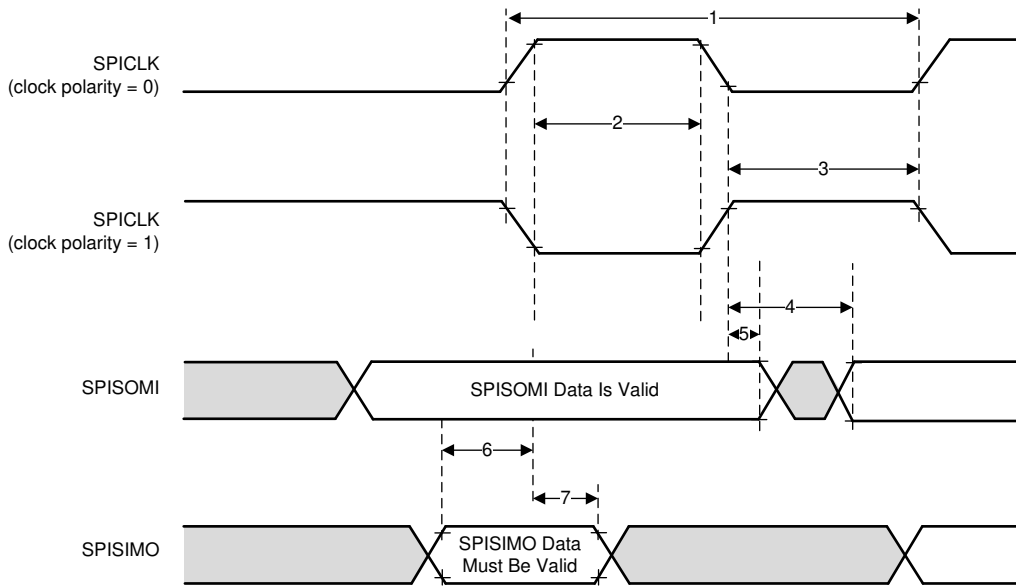 1
SPICLK
(clock polarity = 0)
2
3
SPICLK
(clock polarity = 1)
4
5
SPISOMI
SPISOMI Data Is Valid
6
7
SPISIMO
SPISIMO Data
Must Be Valid